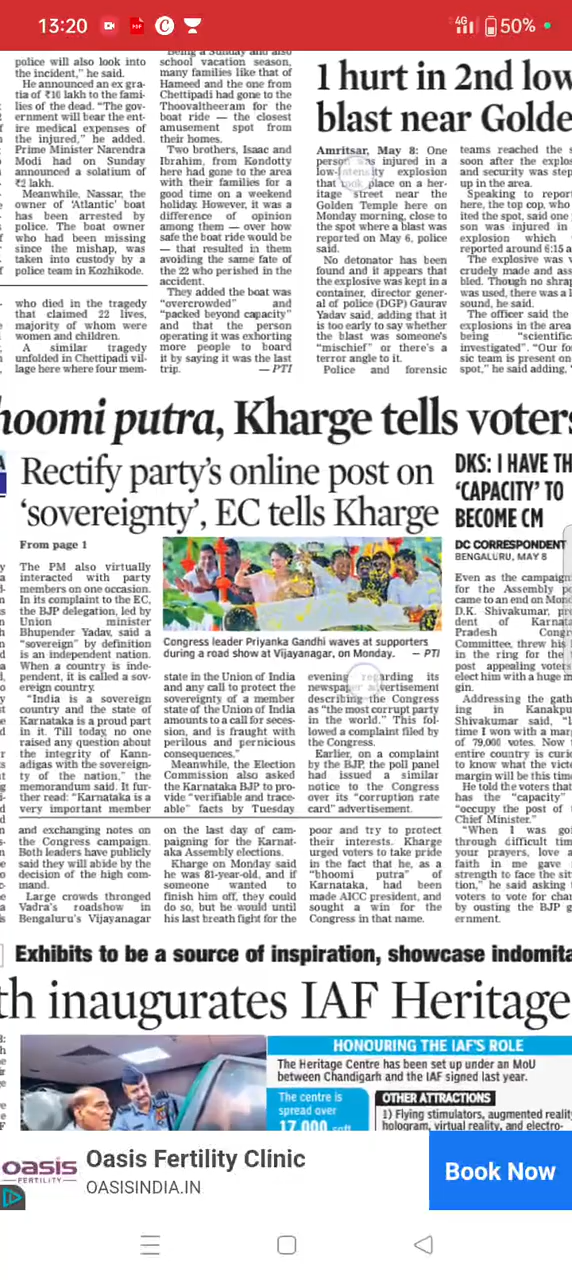 13:20
4G
50%
police will also look into
the incident," he said.
He announced an ex gra-
tia of ₹10 lakh to the fami-
lies of the dead. "The gov-
ernment will bear the ent-
ire medical expenses of
the injured," he added.
Prime Minister Narendra
Modi had on Sunday
announced a solatium of
₹2 lakh.
Meanwhile, Nassar, the
owner of 'Atlantic' boat
has been arrested by
police. The boat owner
who had been missing
since the mishap, was
taken into custody by a
police team in Kozhikode.
who died in the tragedy
that claimed 22 lives,
majority of whom were
women and children.
A similar tragedy
unfolded in Chettipadi vil-
lage here where four mem-
Being a Sunday and also
school vacation season,
many families like that of
Hameed and the one from
Chettipadi had gone to the
Thoovaltheeram for the
boat ride — the closest
amusement spot from
their homes.
Two brothers, Isaac and
Ibrahim, from Kondotty
here had gone to the area
with their families for a
good time on a weekend
holiday. However, it was a
difference of opinion
among them — over how
safe the boat ride would be
— that resulted in them
avoiding the same fate of
the 22 who perished in the
accident.
They added the boat was
"overcrowded" and
"packed beyond capacity"
and that the person
operating it was exhorting
more people to board
it by saying it was the last
trip. — PTI
1 hurt in 2nd low
blast near Golde
Amritsar, May 8: One
person was injured in a
low-intensity explosion
that took place on a her-
itage street near the
Golden Temple here on
Monday morning, close to
the spot where a blast was
reported on May 6, police
said.
No detonator has been
found and it appears that
the explosive was kept in a
container, director gener-
al of police (DGP) Gaurav
Yadav said, adding that it
is too early to say whether
the blast was someone's
"mischief" or there's a
terror angle to it.
Police and forensic
teams reached the s
soon after the explos
and security was step
up in the area.
Speaking to report
here, the top cop, who
ited the spot, said one
son was injured in
explosion which
reported around 6:15 a
The explosive was
crudely made and ass
bled. Though no shrap
was used, there was a l
sound, he said.
The officer said the
explosions in the area
being "scientific
investigated". "Our fo
sic team is present on
spot," he said adding, "
hoomi putra, Kharge tells voters
Rectify party's online post on
'sovereignty', EC tells Kharge
From page 1
The PM also virtually
interacted with party
members on one occasion.
In its complaint to the EC,
the BJP delegation, led by
Union minister
Bhupender Yadav, said a
"sovereign" by definition
is an independent nation.
When a country is inde-
pendent, it is called a sov-
ereign country.
"India is a sovereign
country and the state of
Karnataka is a proud part
in it. Till today, no one
raised any question about
the integrity of Kann-
adigas with the sovereign-
ty of the nation," the
memorandum said. It fur-
ther read: "Karnataka is a
very important member
Congress leader Priyanka Gandhi waves at supporters
during a road show at Vijayanagar, on Monday. — PTI
state in the Union of India
and any call to protect the
sovereignty of a member
state of the Union of India
amounts to a call for seces-
sion, and is fraught with
perilous and pernicious
consequences."
Meanwhile, the Election
Commission also asked the
Karnataka BJP to pro-
vide "verifiable and trace-
able" facts by Tuesday
evening regarding its
newspaper advertisement
describing the Congress
as "the most corrupt party
in the world." This fol-
lowed a complaint filed by
the Congress.
Earlier, on a complaint
by the BJP, the poll panel
had issued a similar
notice to the Congress
over its "corruption rate
card" advertisement.
DKS: I HAVE TH
'CAPACITY' TO
BECOME CM
DC CORRESPONDENT
BENGALURU, MAY 8
Even as the campaign
for the Assembly po
came to an end on Mond
D.K. Shivakumar, pre
dent of Karnata
Pradesh Congr
Committee, threw his
in the ring for the
post appealing voters
elect him with a huge m
gin.
Addressing the gath
ing in Kanakpu
Shivakumar said, "l
time I won with a marg
of 79,000 votes. Now
entire country is curio
to know what the victo
margin will be this time
He told the voters that
has the "capacity"
"occupy the post of
Chief Minister."
"When I was goi
through difficult tim
your prayers, love a
faith in me gave
strength to face the sit
tion," he said asking
voters to vote for chan
by ousting the BJP g
ernment.
and exchanging notes on
the Congress campaign.
Both leaders have publicly
said they will abide by the
decision of the high com-
mand.
Large crowds thronged
Vadra's roadshow in
Bengaluru's Vijayanagar
on the last day of cam-
paigning for the Karnat-
aka Assembly elections.
Kharge on Monday said
he was 81-year-old, and if
someone wanted to
finish him off, they could
do so, but he would until
his last breath fight for the
poor and try to protect
their interests. Kharge
urged voters to take pride
in the fact that he, as a
"bhoomi putra" of
Karnataka, had been
made AICC president, and
sought a win for the
Congress in that name.
Exhibits to be a source of inspiration, showcase indomita
th inaugurates IAF Heritage
HONOURING THE IAF'S ROLE
The Heritage Centre has been set up under an MoU
between Chandigarh and the IAF signed last year.
The centre is
spread over
17,000 sqft
OTHER ATTRACTIONS
1) Flying stimulators, augmented reality
hologram, virtual reality, and electro-
oasis
FERTILITY
Oasis Fertility Clinic
OASISINDIA.IN
Book Now